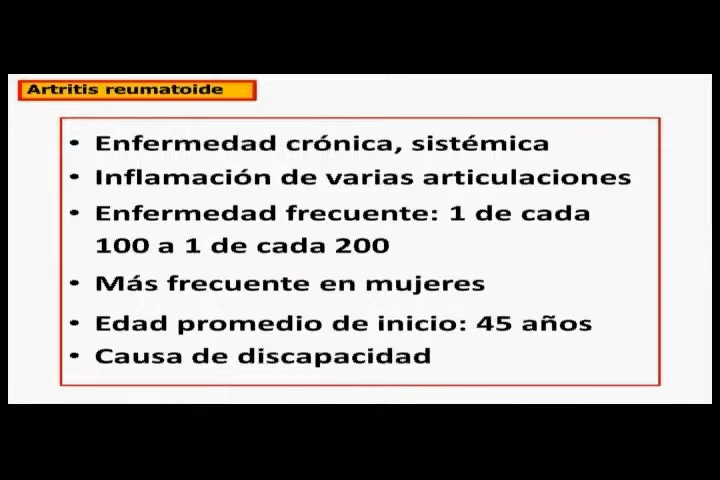 Artritis reumatoide
• Enfermedad crónica, sistémica
• Inflamación de varias articulaciones
• Enfermedad frecuente: 1 de cada
100 a 1 de cada 200
• Más frecuente en mujeres
• Edad promedio de inicio: 45 años
• Causa de discapacidad